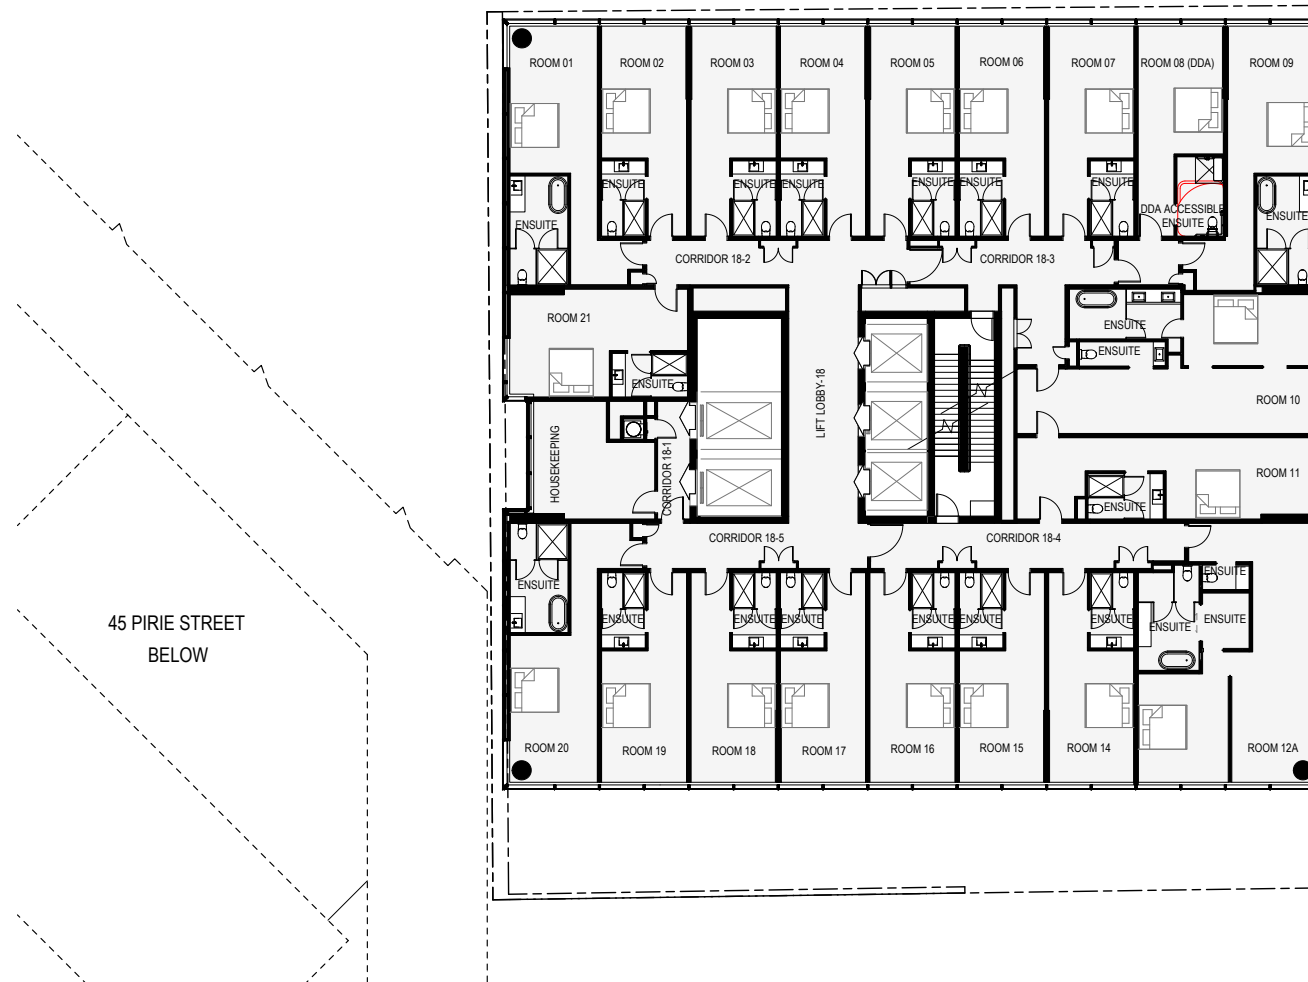 ROOM 01
ROOM 02
ROOM 03
ROOM 04
ROOM 05
ROOM 06
ROOM 07
ROOM 08 (DDA)
ROOM 09
ENSUITE
ENSUITE
ENSUITE
ENSUITE
ENSUITE
ENSUITE
ENSUITE
DDA ACCESSIBLE
ENSUITE
ENSUITE
CORRIDOR 18-2
CORRIDOR 18-3
ROOM 21
ENSUITE
ENSUITE
ENSUITE
ROOM 10
LIFT LOBBY-18
HOUSEKEEPING
CORRIDOR 18-1
ROOM 11
ENSUITE
CORRIDOR 18-5
CORRIDOR 18-4
ENSUITE
ENSUITE
ENSUITE
ENSUITE
ENSUITE
ENSUITE
ENSUITE
ENSUITE
ENSUITE
ENSUITE
45 PIRIE STREET
BELOW
ROOM 20
ROOM 19
ROOM 18
ROOM 17
ROOM 16
ROOM 15
ROOM 14
ROOM 12A